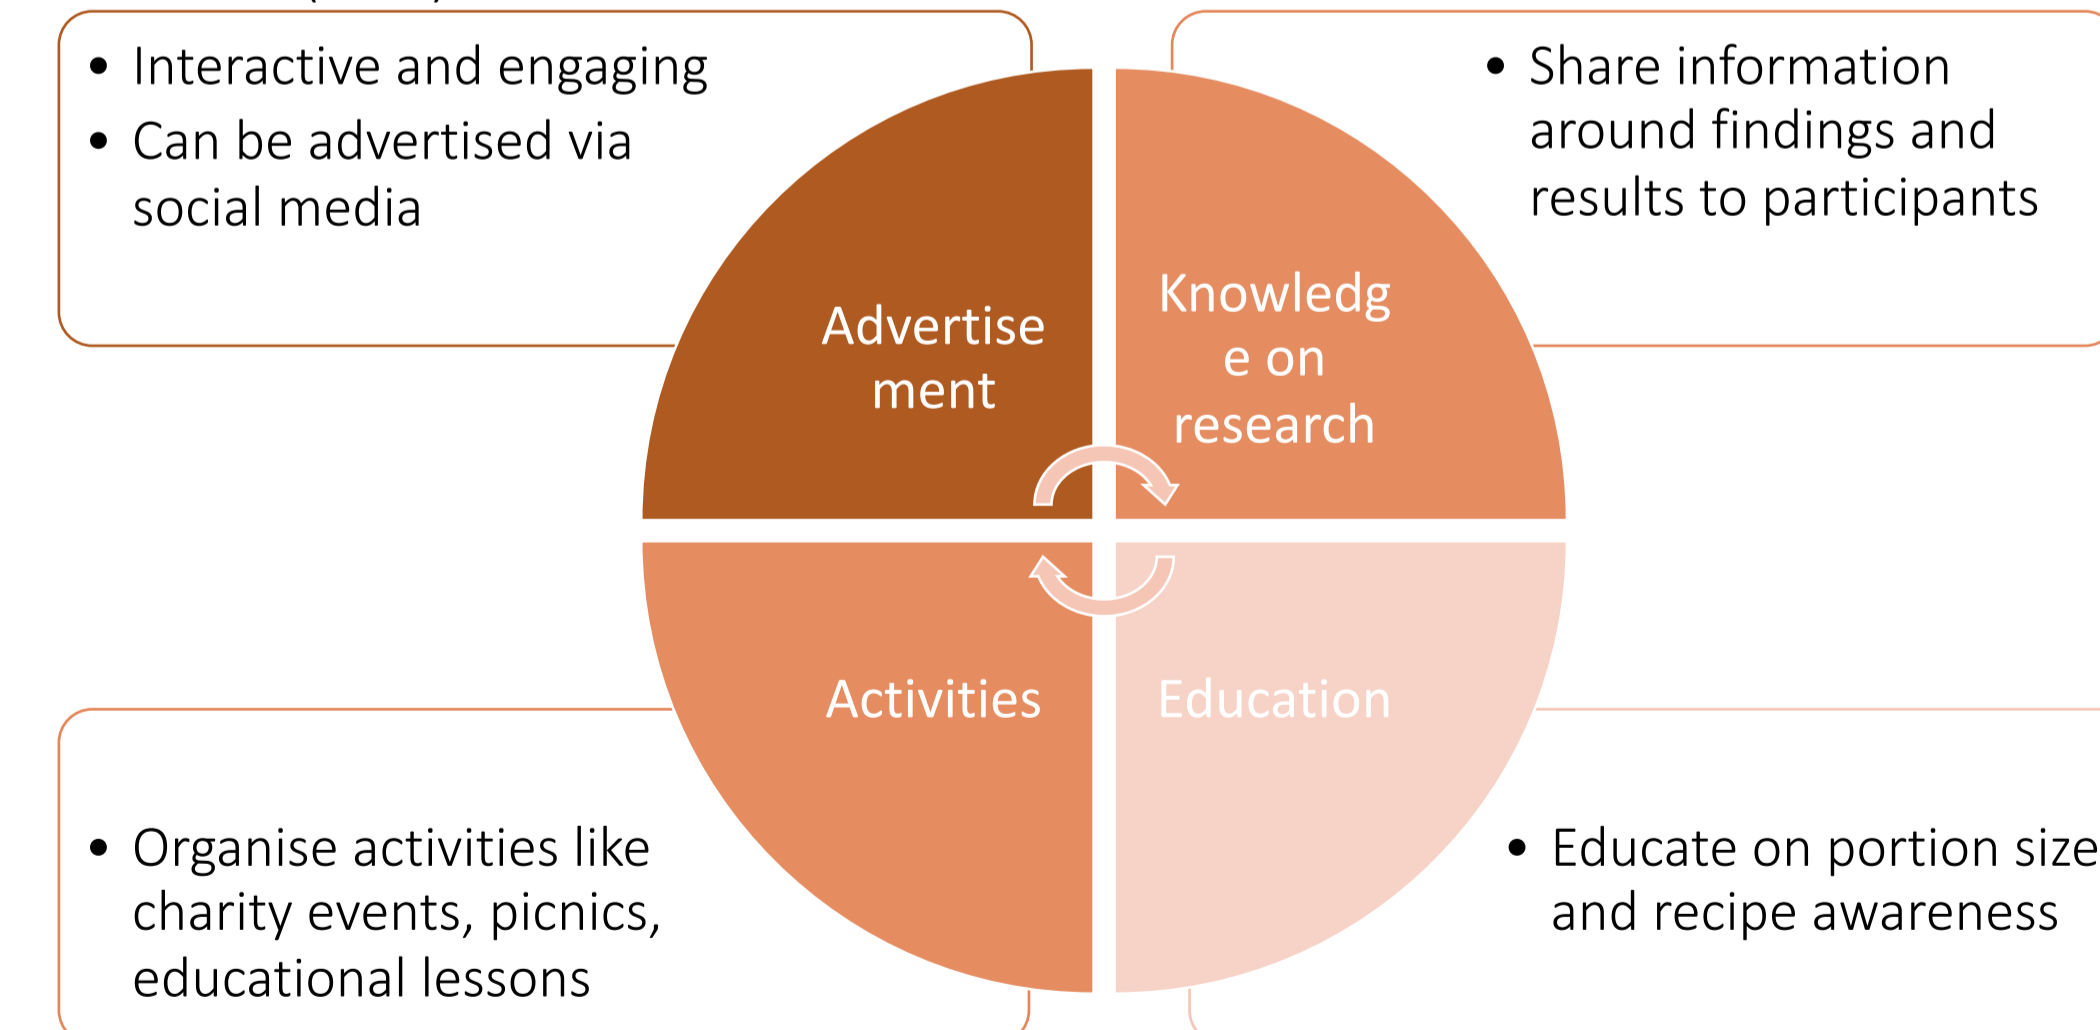 • Interactive and engaging
• Can be advertised via
social media
• Share information
around findings and
results to participants
Advertise
ment
Knowledg
e on
research
Activities
Education
• Organise activities like
charity events, picnics,
educational lessons
• Educate on portion size
and recipe awareness